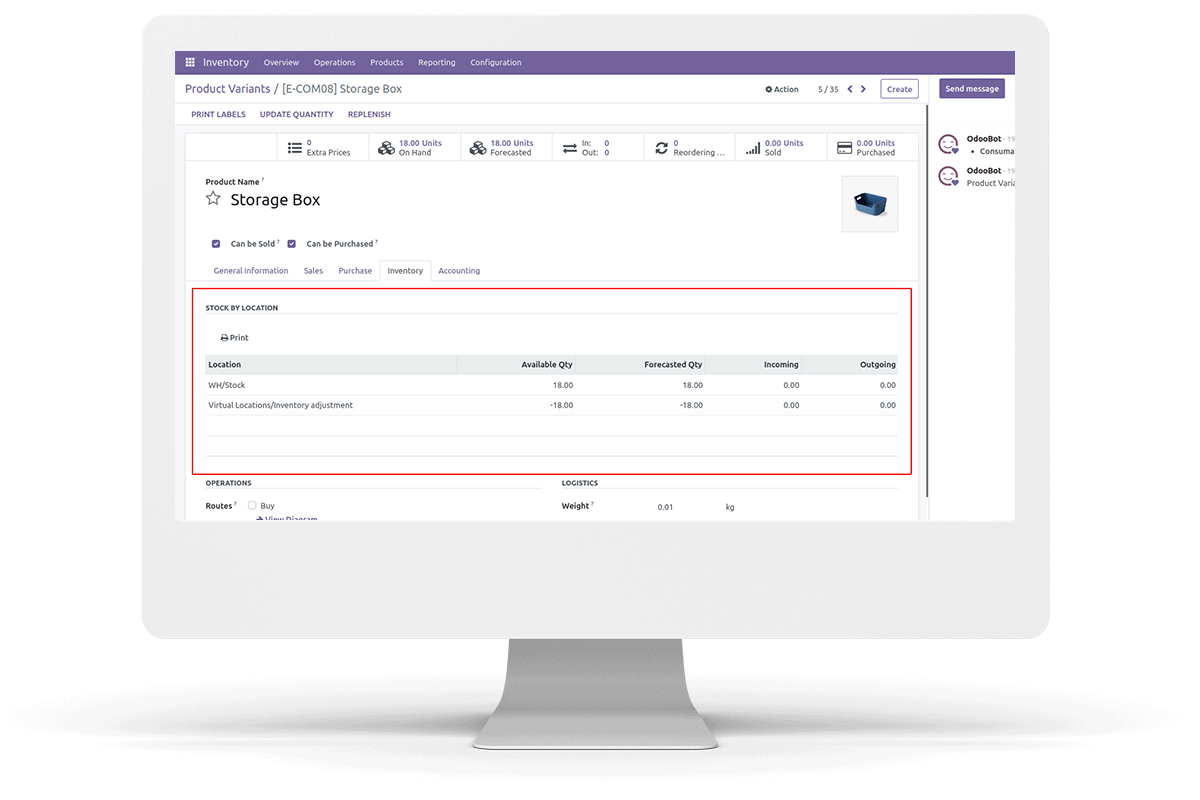 Inventory Overview Operations Products Reporting Configuration
Product Variants / [E-COM08] Storage Box Action 5 / 35 Create Send message
PRINT LABELS UPDATE QUANTITY REPLENISH
0 Extra Prices
18.00 Units On Hand
18.00 Units Forecasted
In: 0
Out: 0
0 Reordering ...
0.00 Units Sold
0.00 Units Purchased
OdooBot - 19
• Consuma
OdooBot - 19
Product Varia
Product Name ?
Storage Box
Can be Sold ? Can be Purchased ?
General Information Sales Purchase Inventory Accounting
STOCK BY LOCATION
Print
Location Available Qty Forecasted Qty Incoming Outgoing
WH/Stock 18.00 18.00 0.00 0.00
Virtual Locations/Inventory adjustment -18.00 -18.00 0.00 0.00
OPERATIONS LOGISTICS
Routes ? Buy Weight ? 0.01 kg
View Diagram